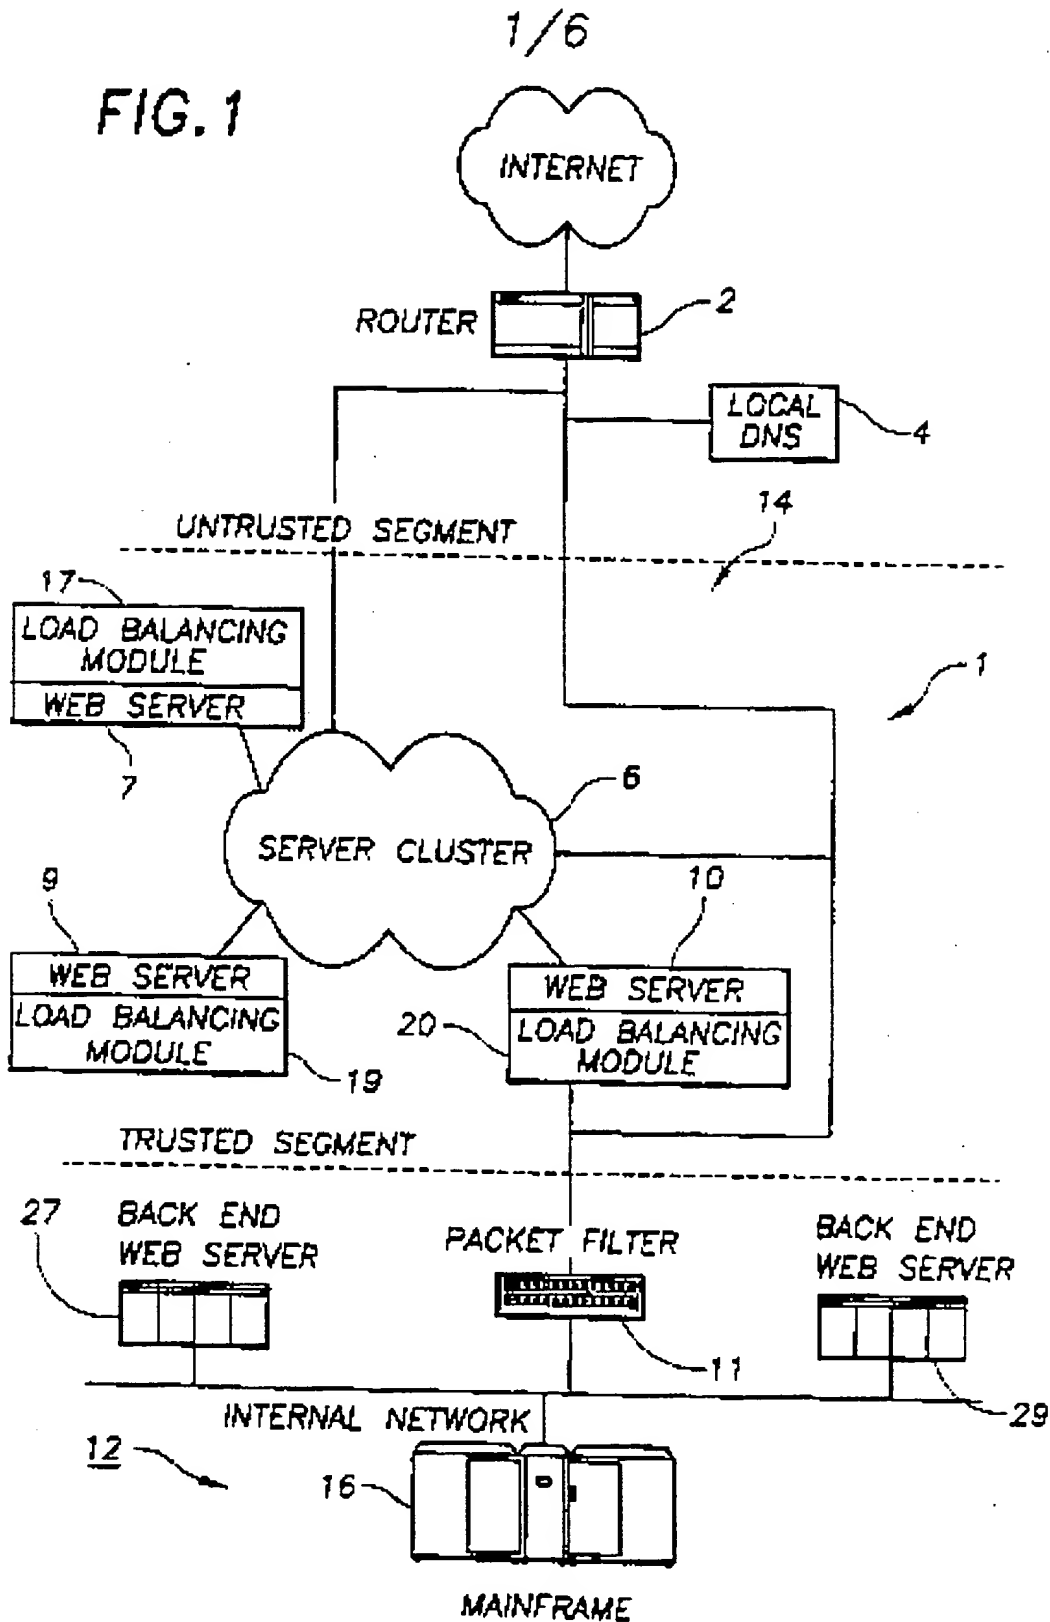 1/6
FIG. 1
INTERNET
ROUTER
2
LOCAL
DNS
4
14
UNTRUSTED SEGMENT
17
LOAD BALANCING
MODULE
WEB SERVER
7
1
6
SERVER CLUSTER
9
WEB SERVER
LOAD BALANCING
MODULE
19
10
WEB SERVER
LOAD BALANCING
MODULE
20
TRUSTED SEGMENT
27
BACK END
WEB SERVER
PACKET FILTER
11
BACK END
WEB SERVER
29
INTERNAL NETWORK
12
16
MAINFRAME